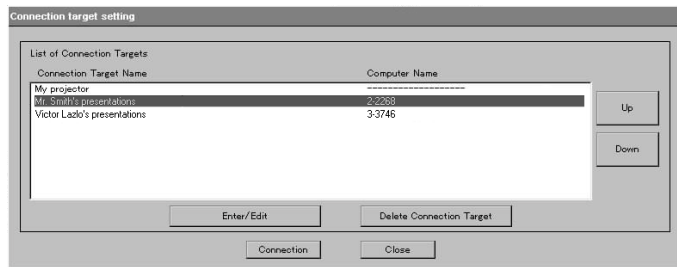 Connection target setting
List of Connection Targets
Connection Target Name Computer Name
My projector --------------------
Mr. Smith's presentations 2-2268
Victor Lazlo's presentations 3-3746
Up
Down
Enter/Edit Delete Connection Target
Connection Close